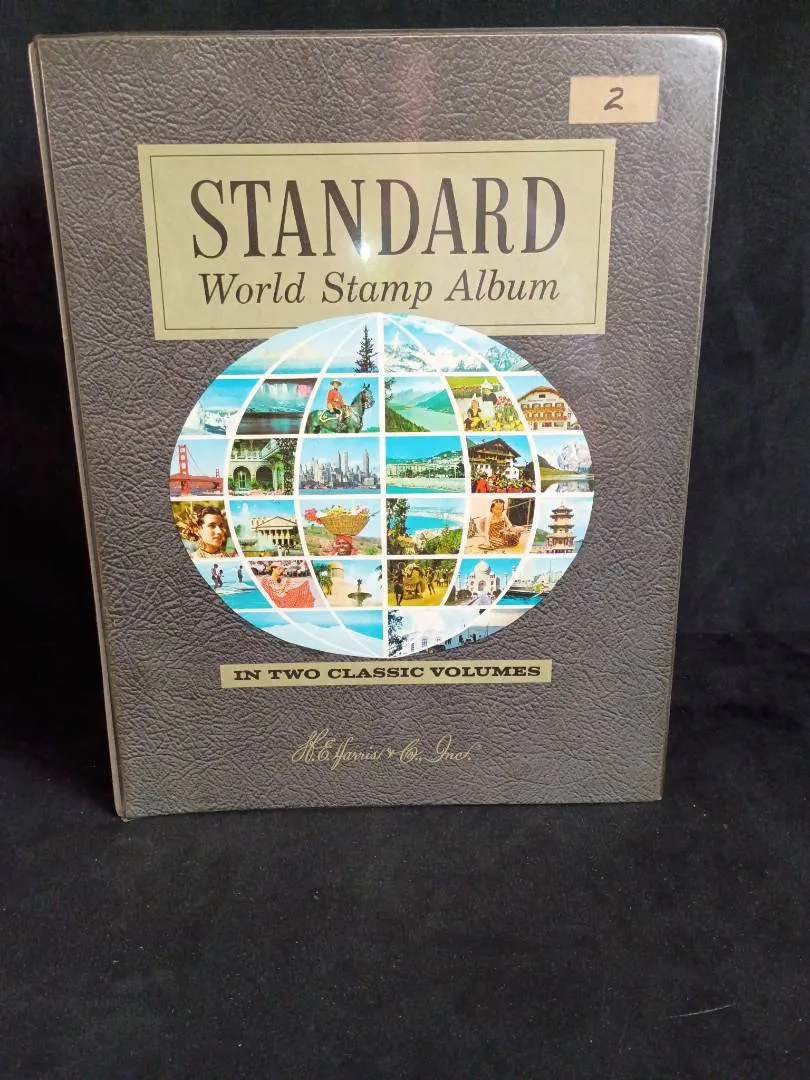 2
STANDARD
World Stamp Album
IN TWO CLASSIC VOLUMES
H.E. Harris & Co., Inc.